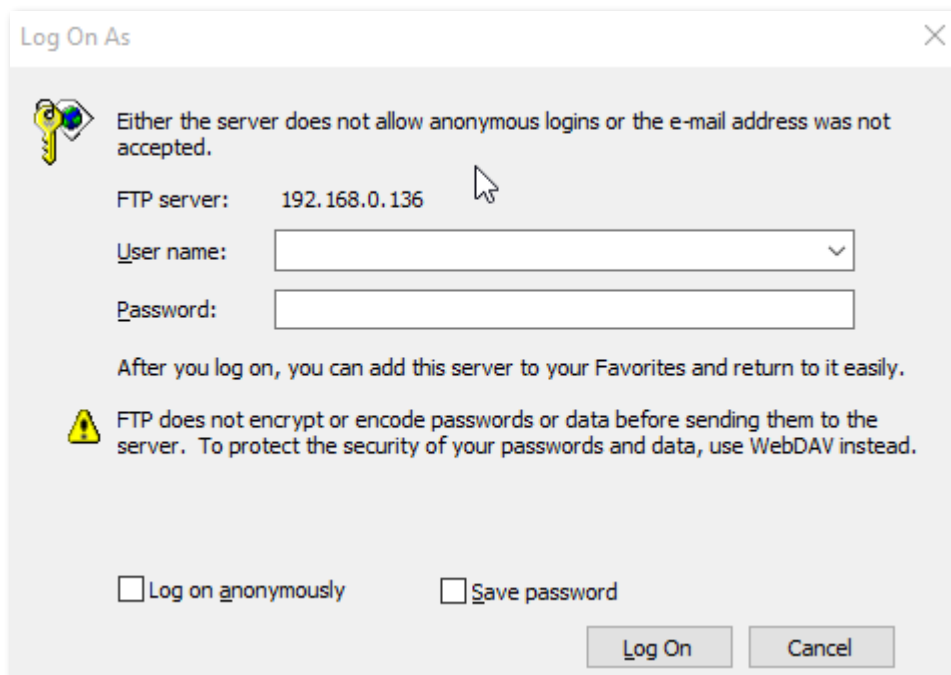 Log On As
Either the server does not allow anonymous logins or the e-mail address was not
accepted.
FTP server: 192.168.0.136
User name:
Password:
After you log on, you can add this server to your Favorites and return to it easily.
FTP does not encrypt or encode passwords or data before sending them to the
server. To protect the security of your passwords and data, use WebDAV instead.
Log on anonymously Save password
Log On Cancel